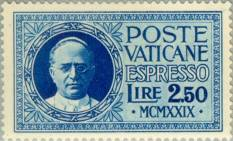 POSTE
VATICANE
ESPRESSO
LIRE 2.50
MCMXXIX